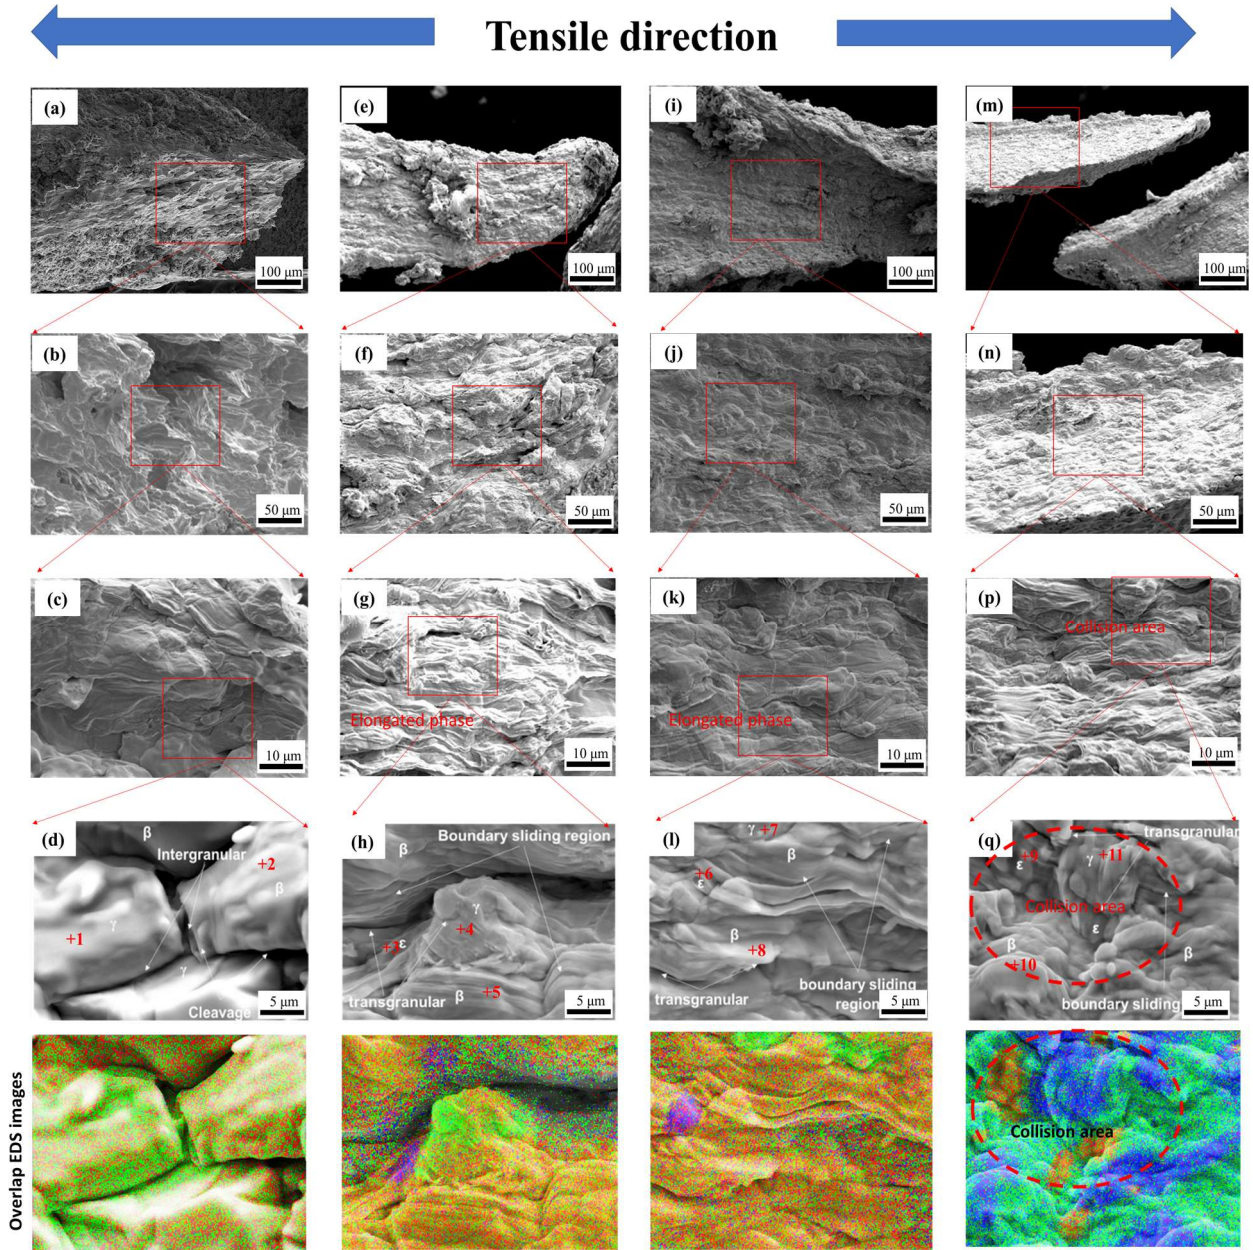 Tensile direction
(a)
100 μm
(e)
100 μm
(i)
100 μm
(m)
100 μm
(b)
50 μm
(f)
50 μm
(j)
50 μm
(n)
50 μm
(c)
10 μm
(g)
Elongated phase
10 μm
(k)
Elongated phase
10 μm
(p)
Collision area
10 μm
(d)
β
Intergranular
+2
β
γ
+1
γ
Cleavage
5 μm
(h)
Boundary sliding region
β
γ
+4
+3 ε
transgranular
β
+5
5 μm
(l)
γ +7
β
+6
ε
β
+8
transgranular
boundary sliding
region
5 μm
(q)
transgranular
+9
ε
+11
γ
Collision area
ε
β
+10
β
boundary sliding
5 μm
Overlap EDS images
Collision area